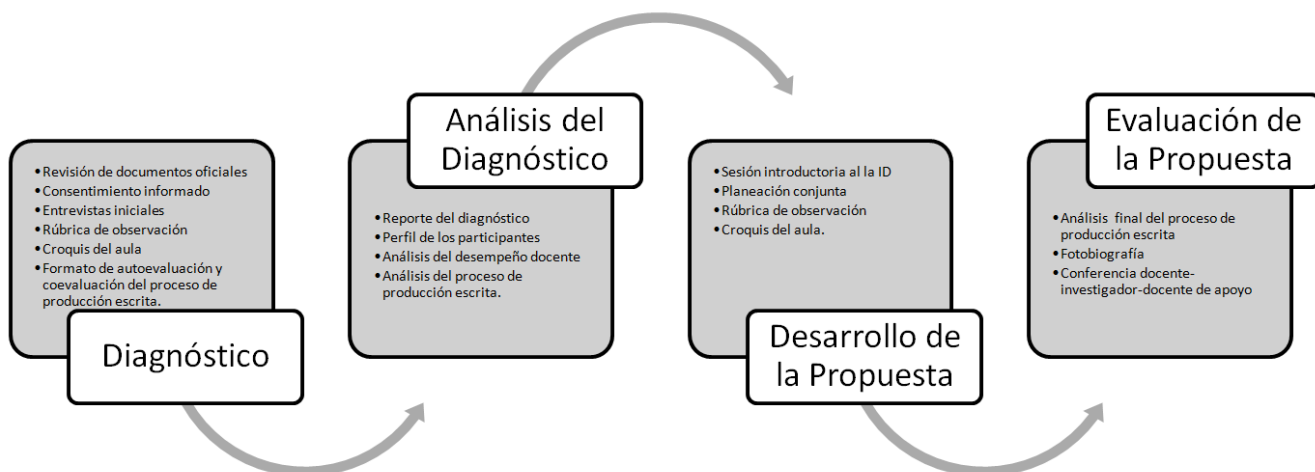 • Revisión de documentos oficiales
• Consentimiento informado
• Entrevistas iniciales
• Rúbrica de observación
• Croquis del aula
• Formato de autoevaluación y
coevaluación del proceso de
producción escrita.
Diagnóstico
Análisis del
Diagnóstico
• Reporte del diagnóstico
• Perfil de los participantes
• Análisis del desempeño docente
• Análisis del proceso de
producción escrita.
• Sesión introductoria al la ID
• Planeación conjunta
• Rúbrica de observación
• Croquis del aula.
Desarrollo de
la Propuesta
Evaluación de
la Propuesta
• Análisis final del proceso de
producción escrita
• Fotobiografía
• Conferencia docente-
investigador-docente de apoyo